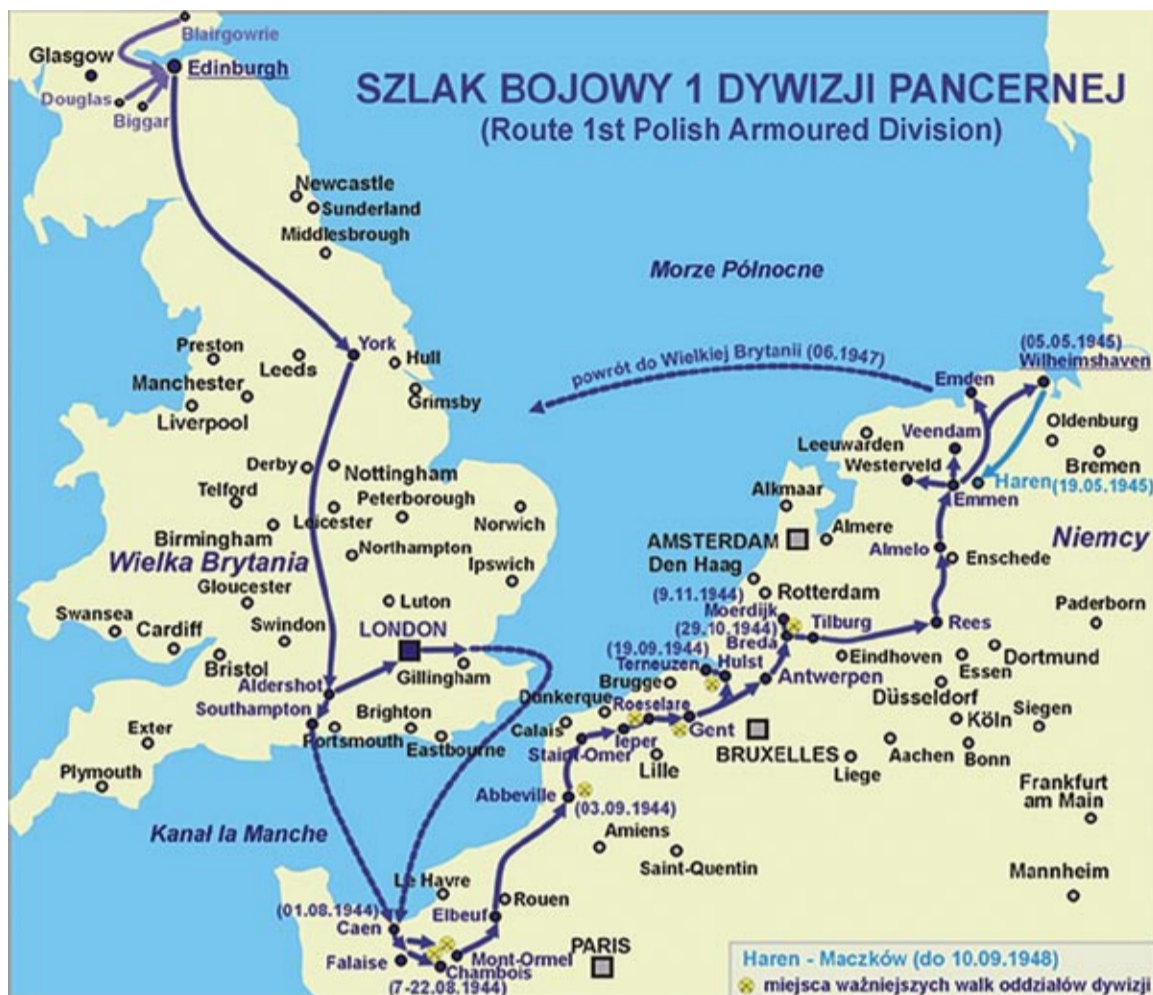 Blairgowrie
Glasgow
Edinburgh
Douglas
Biggar
SZLAK BOJOWY 1 DYWIZJI PANCERNEJ
(Route 1st Polish Armoured Division)
Newcastle
Sunderland
Middlesbrough
Morze Północne
York
Preston
Leeds
Hull
Manchester
Grimsby
Liverpool
powrót do Wielkiej Brytanii (06.1947)
(05.05.1945)
Wilheimshaven
Emden
Oldenburg
Leeuwarden
Veendam
Bremen
Westerveld
Haren
(19.05.1945)
Emmen
Derby
Nottingham
Telford
Peterborough
Leicester
Norwich
Birmingham
Northampton
Wielka Brytania
Ipswich
Gloucester
Luton
Swansea
Cardiff
Swindon
LONDON
Bristol
Gillingham
Aldershot
Southampton
Brighton
Portsmouth
Eastbourne
Exter
Plymouth
Kanał la Manche
Alkmaar
AMSTERDAM
Almere
Almelo
Niemcy
Den Haag
Enschede
(9.11.1944)
Rotterdam
Paderborn
Moerdijk
Tilburg
Rees
(29.10.1944)
Breda
(19.09.1944)
Terneuzen
Hulst
Eindhoven
Essen
Dortmund
Brugge
Antwerpen
Düsseldorf
Dunkerque
Roeselare
Köln
Siegen
Calais
Gent
Ieper
Staint-Omer
BRUXELLES
Aachen
Bonn
Lille
Liege
Abbeville
(03.09.1944)
Frankfurt
am Main
Amiens
Saint-Quentin
Mannheim
Le Havre
Rouen
(01.08.1944)
Elbeuf
Caen
PARIS
Mont-Ormel
Falaise
Chambois
(7-22.08.1944)
Haren - Maczków (do 10.09.1948)
miejsca ważniejszych walk oddziałów dywizji